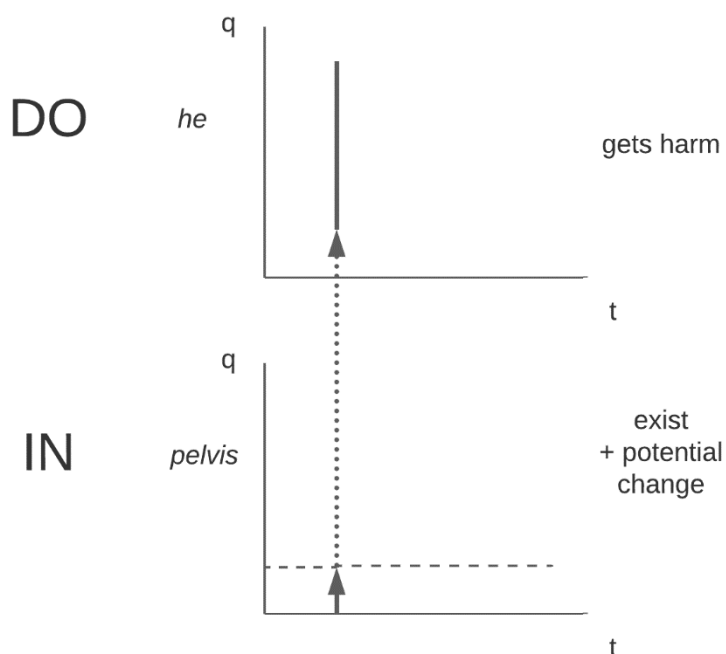 q
DO
he
gets harm
t
q
IN
pelvis
exist
+ potential
change
t